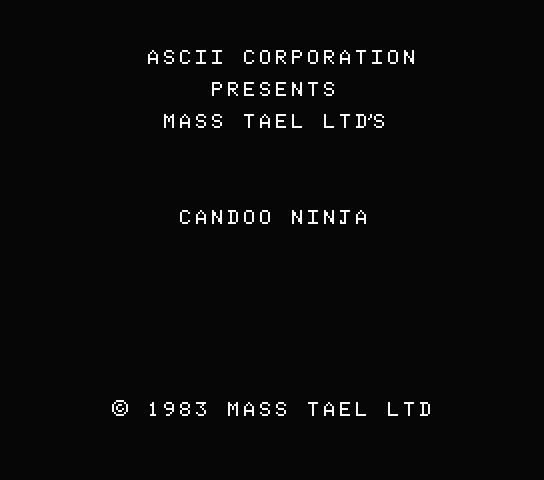 ASCII CORPORATION
PRESENTS
MASS TAEL LTD'S
CANDOO NINJA
© 1983 MASS TAEL LTD